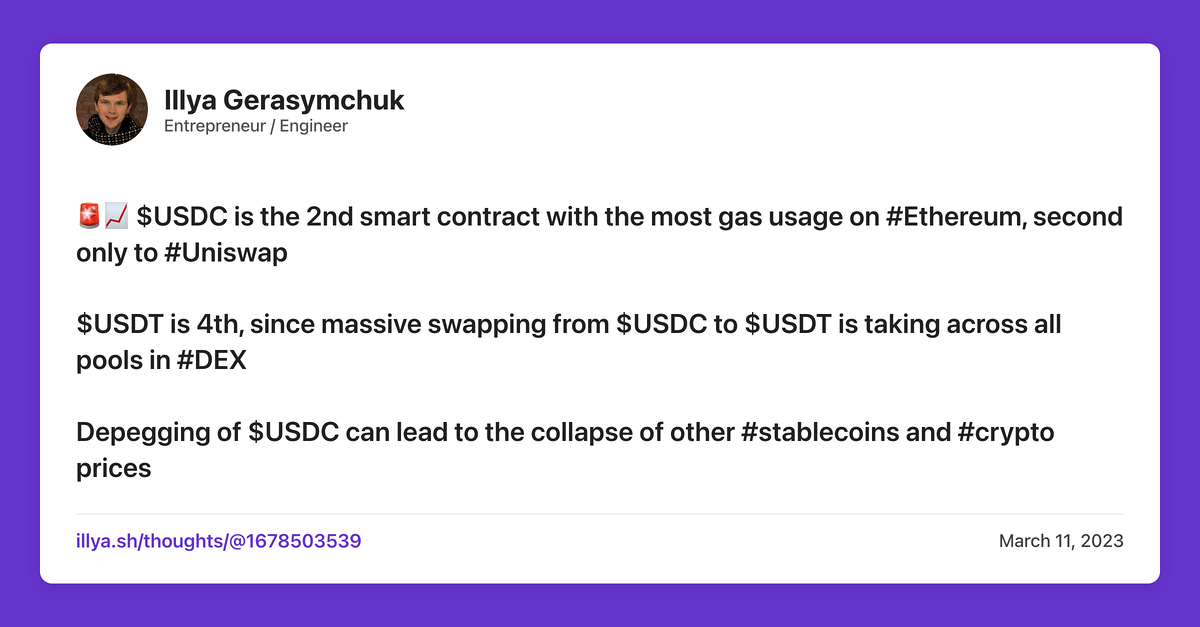 Illya Gerasymchuk
Entrepreneur / Engineer
🚨📈 $USDC is the 2nd smart contract with the most gas usage on #Ethereum, second
only to #Uniswap
$USDT is 4th, since massive swapping from $USDC to $USDT is taking across all
pools in #DEX
Depegging of $USDC can lead to the collapse of other #stablecoins and #crypto
prices
illya.sh/thoughts/@1678503539
March 11, 2023